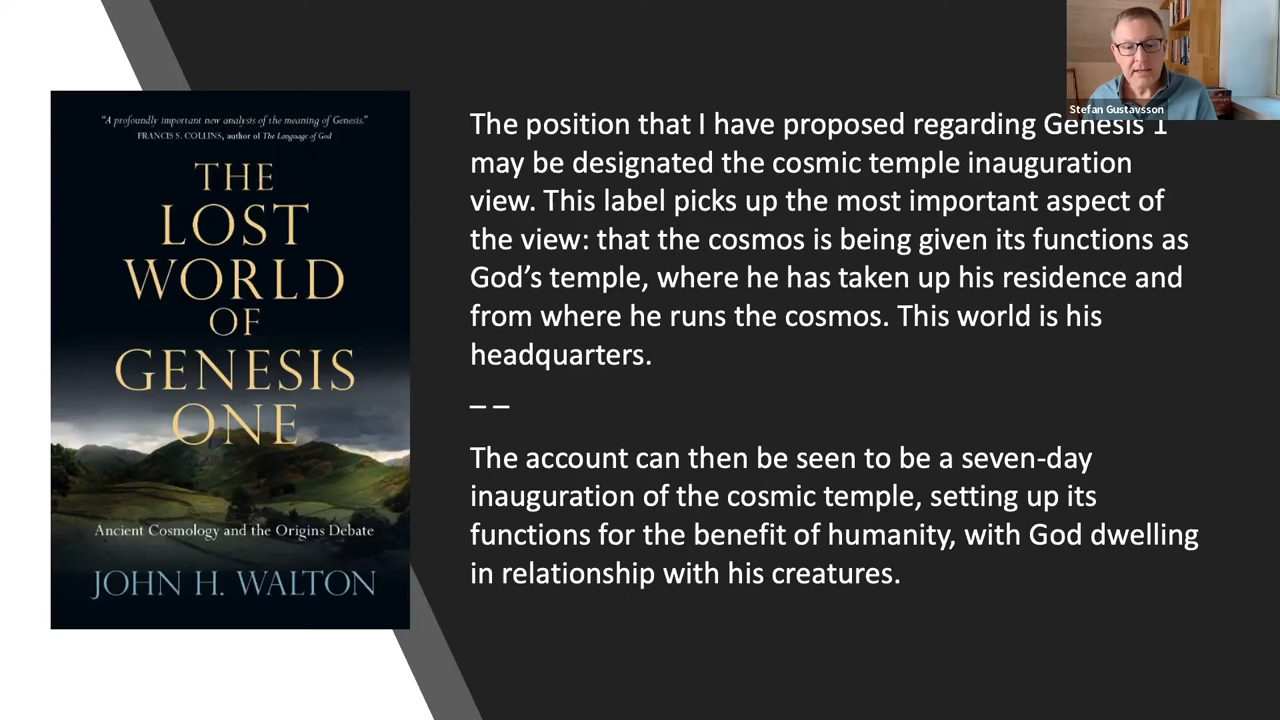 "A profoundly important new analysis of the meaning of Genesis."
FRANCIS S. COLLINS, author of The Language of God
THE
LOST
WORLD
OF
GENESIS
ONE
Ancient Cosmology and the Origins Debate
JOHN H. WALTON
The position that I have proposed regarding Genesis 1
may be designated the cosmic temple inauguration
view. This label picks up the most important aspect of
the view: that the cosmos is being given its functions as
God’s temple, where he has taken up his residence and
from where he runs the cosmos. This world is his
headquarters.
– –
The account can then be seen to be a seven-day
inauguration of the cosmic temple, setting up its
functions for the benefit of humanity, with God dwelling
in relationship with his creatures.
Stefan Gustavsson